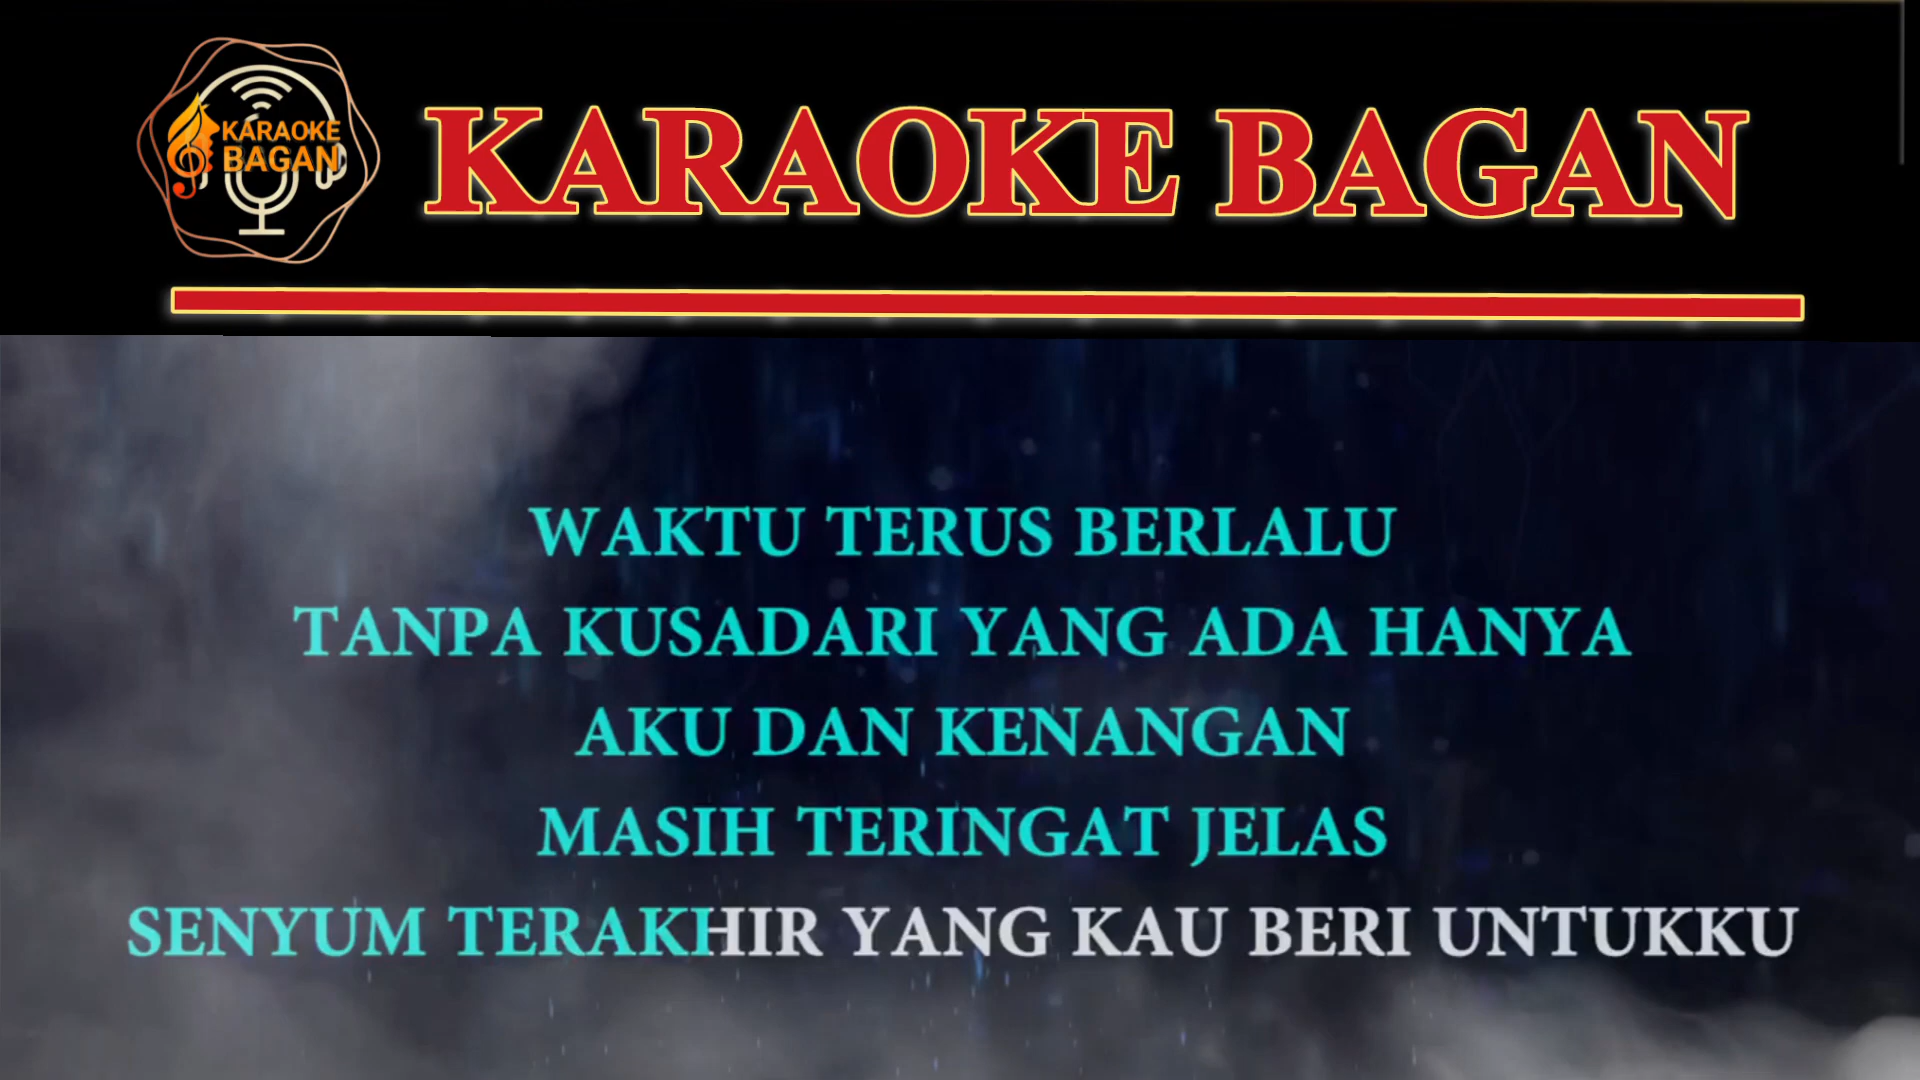 KARAOKE
BAGAN
KARAOKE BAGAN
WAKTU TERUS BERLALU
TANPA KUSADARI YANG ADA HANYA
AKU DAN KENANGAN
MASIH TERINGAT JELAS
SENYUM TERAKHIR YANG KAU BERI UNTUKKU